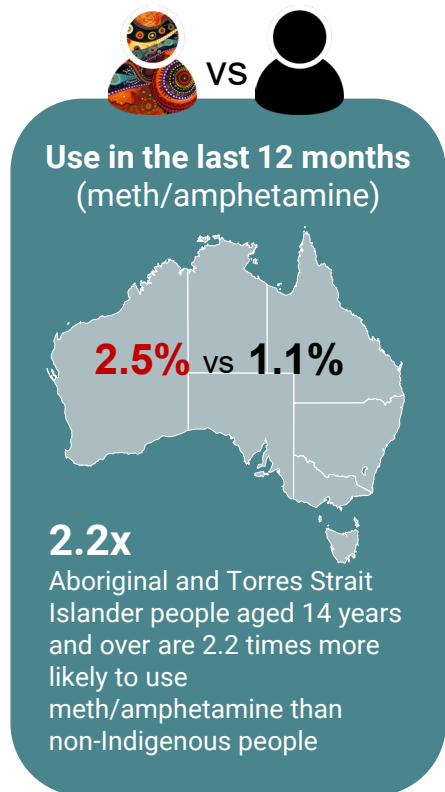 vs
Use in the last 12 months
(meth/amphetamine)
2.5% vs 1.1%
2.2x
Aboriginal and Torres Strait
Islander people aged 14 years
and over are 2.2 times more
likely to use
meth/amphetamine than
non-Indigenous people